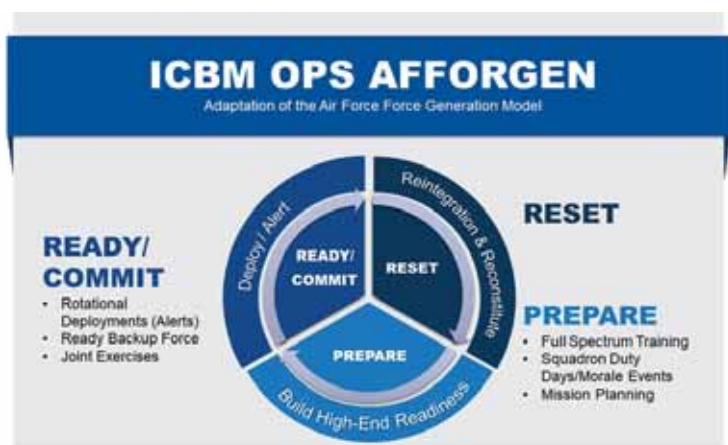 ICBM OPS AFFORGEN
Adaptation of the Air Force Force Generation Model
READY/
COMMIT
• Rotational
Deployments (Alerts)
• Ready Backup Force
• Joint Exercises
Deploy / Alert
READY/
COMMIT
Reintegration & Reconstitute
RESET
PREPARE
Build High-End Readiness
RESET
PREPARE
• Full Spectrum Training
• Squadron Duty
Days/Morale Events
• Mission Planning